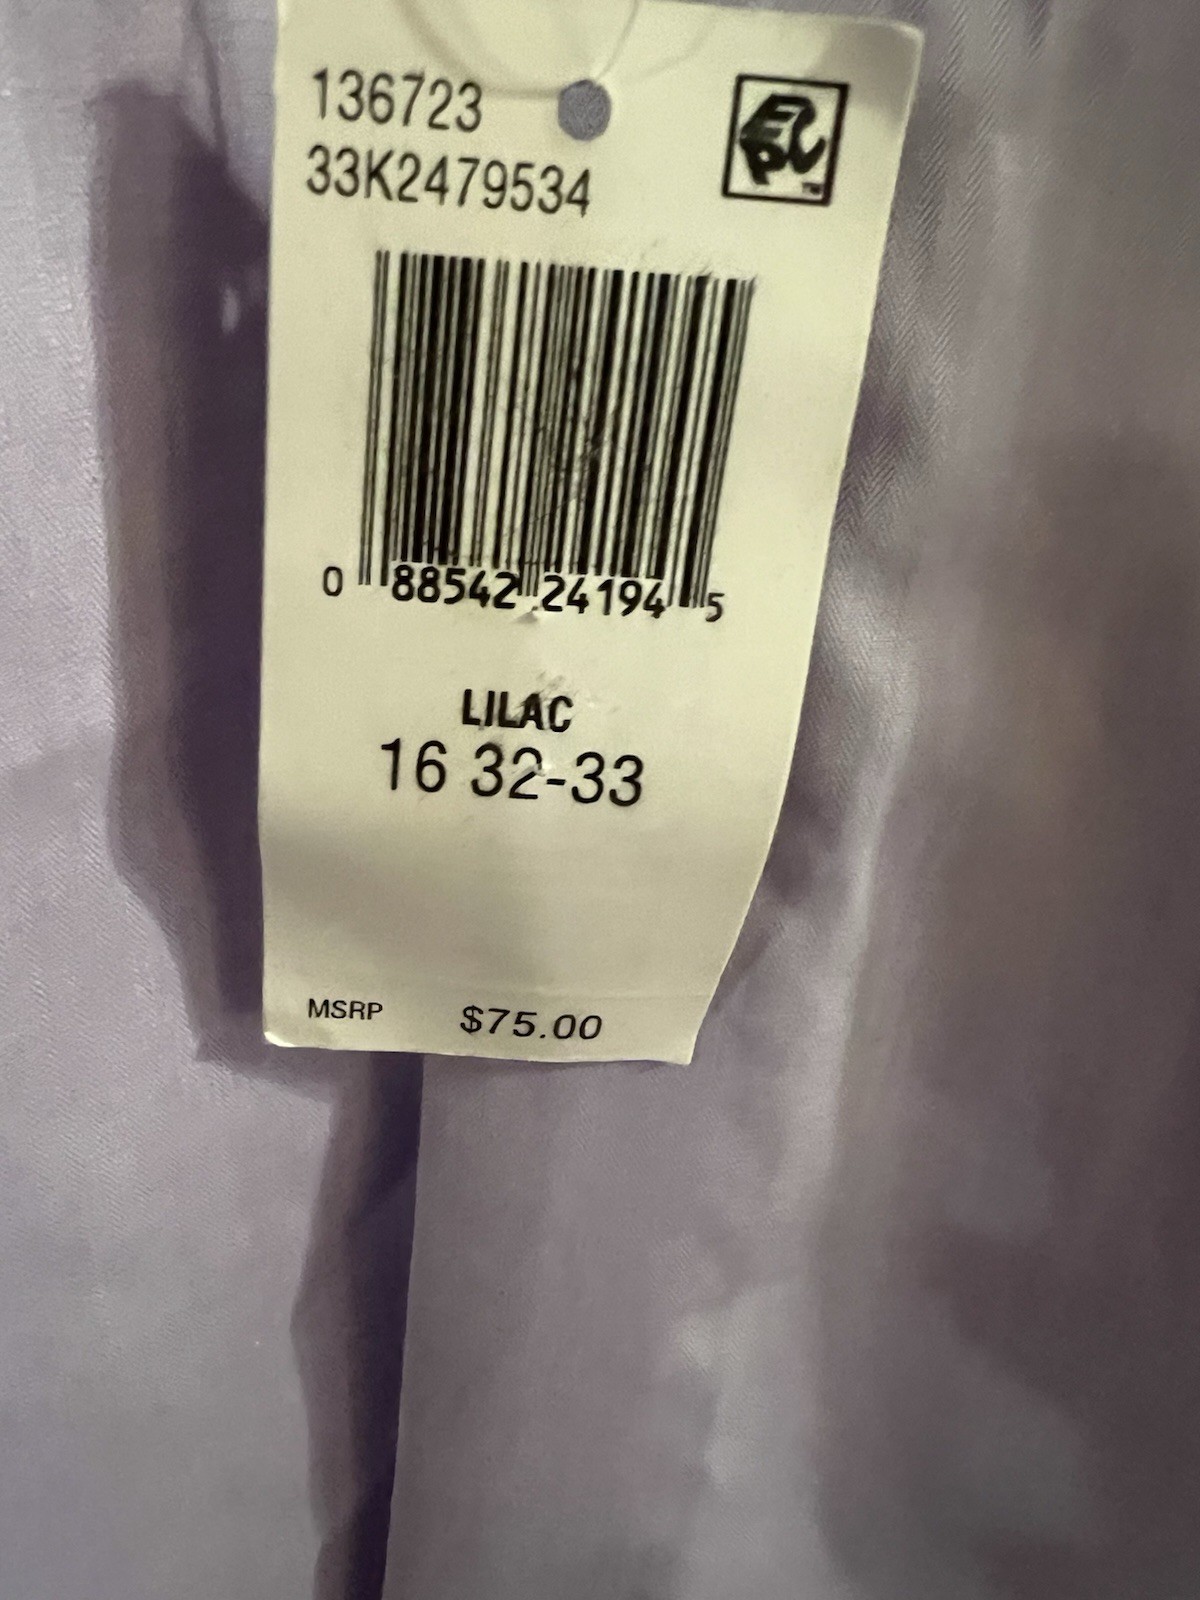 136723
33K2479534
0 88542 24194 5
LILAC
16 32-33
MSRP $75.00